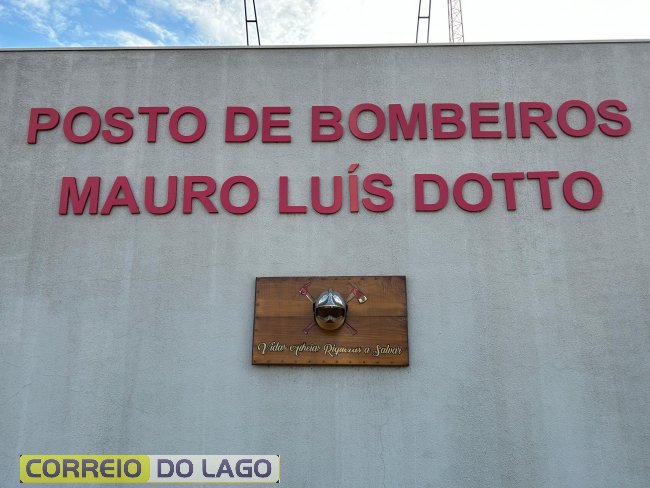 POSTO DE BOMBEIROS
MAURO LUÍS DOTTO
Vidas Alheias Riquezas a Salvar
CORREIO DO LAGO